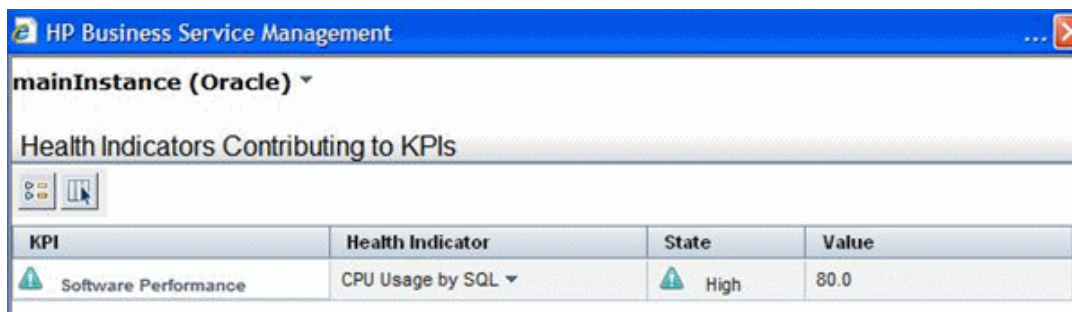 HP Business Service Management ...
mainInstance (Oracle)
Health Indicators Contributing to KPIs
KPI Health Indicator State Value
Software Performance CPU Usage by SQL High 80.0